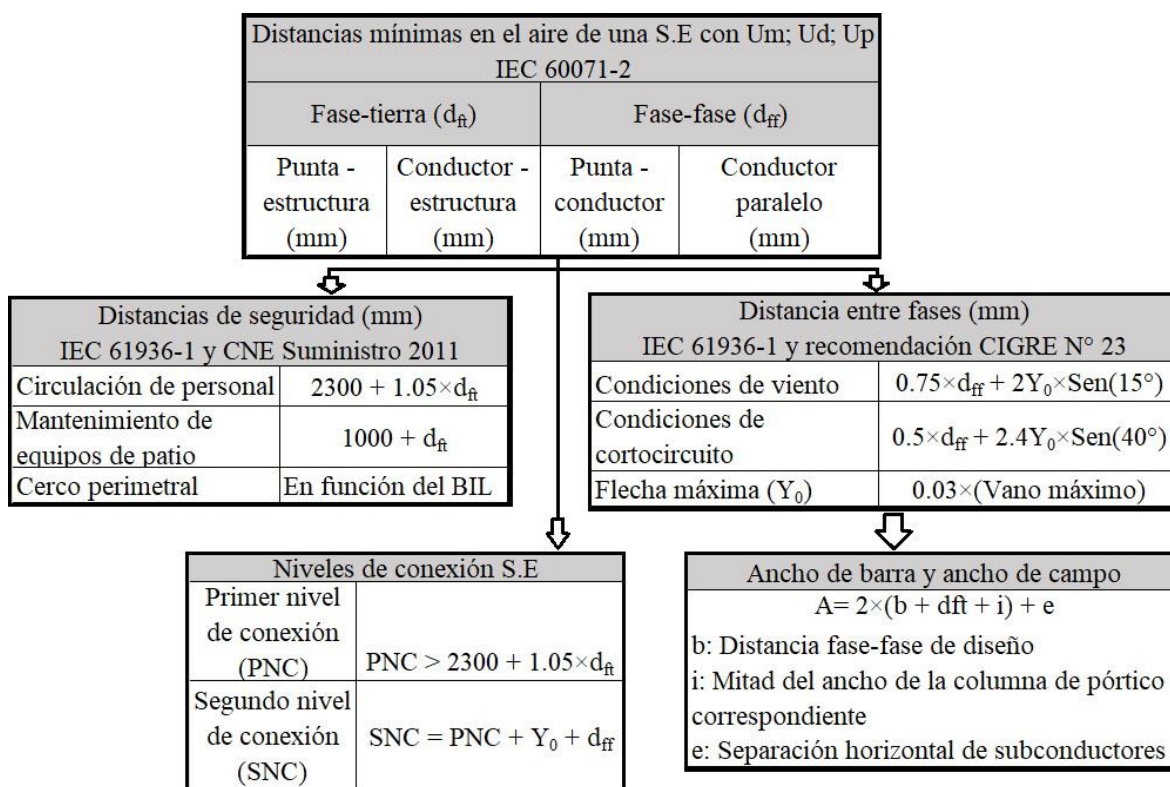 Distancias mínimas en el aire de una S.E con Um; Ud; Up
IEC 60071-2
Fase-tierra (dft)
Fase-fase (dff)
Punta -
estructura
(mm)
Conductor -
estructura
(mm)
Punta -
conductor
(mm)
Conductor
paralelo
(mm)
Distancias de seguridad (mm)
IEC 61936-1 y CNE Suministro 2011
Circulación de personal
2300 + 1.05×dft
Mantenimiento de
equipos de patio
1000 + dft
Cerco perimetral
En función del BIL
Distancia entre fases (mm)
IEC 61936-1 y recomendación CIGRE N° 23
Condiciones de viento
0.75×dff + 2Y0×Sen(15°)
Condiciones de
cortocircuito
0.5×dff + 2.4Y0×Sen(40°)
Flecha máxima (Y0)
0.03×(Vano máximo)
Niveles de conexión S.E
Primer nivel
de conexión
(PNC)
PNC > 2300 + 1.05×dft
Segundo nivel
de conexión
(SNC)
SNC = PNC + Y0 + dff
Ancho de barra y ancho de campo
A= 2×(b + dft + i) + e
b: Distancia fase-fase de diseño
i: Mitad del ancho de la columna de pórtico
correspondiente
e: Separación horizontal de subconductores